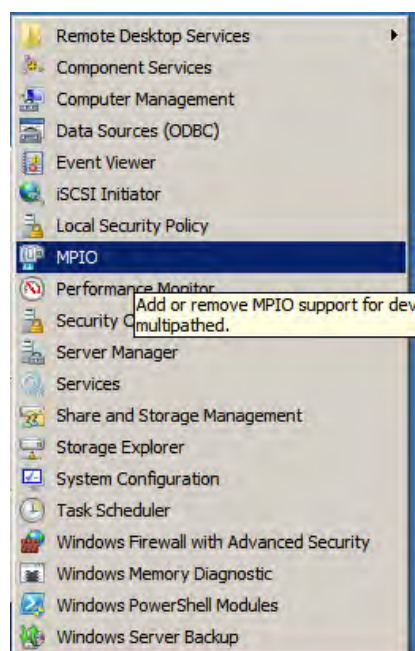 Remote Desktop Services
Component Services
Computer Management
Data Sources (ODBC)
Event Viewer
iSCSI Initiator
Local Security Policy
MPIO
Performance Monitor
Add or remove MPIO support for dev
Security C
multipathed.
Server Manager
Services
Share and Storage Management
Storage Explorer
System Configuration
Task Scheduler
Windows Firewall with Advanced Security
Windows Memory Diagnostic
Windows PowerShell Modules
Windows Server Backup